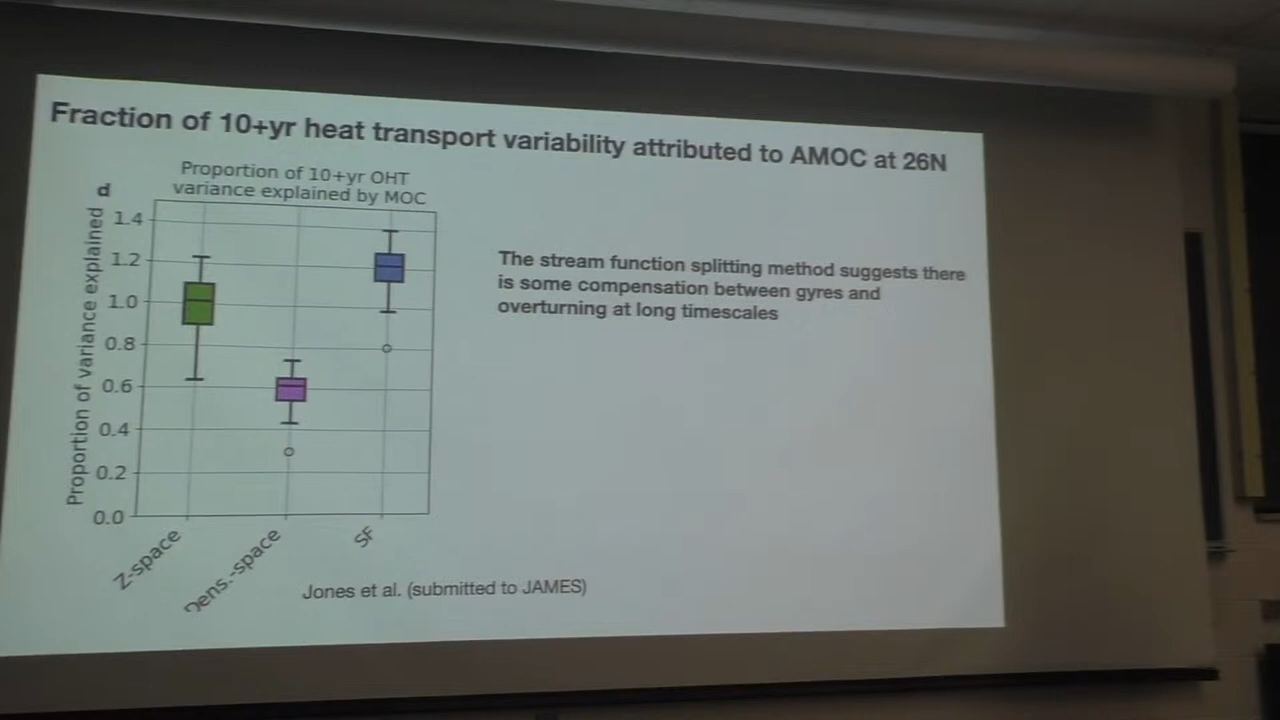 Fraction of 10+yr heat transport variability attributed to AMOC at 26N
Proportion of 10+yr OHT
variance explained by MOC
d
Proportion of variance explained
1.4
1.2
1.0
0.8
0.6
0.4
0.2
0.0
Z-space
Dens.-space
SF
The stream function splitting method suggests there
is some compensation between gyres and
overturning at long timescales
Jones et al. (submitted to JAMES)